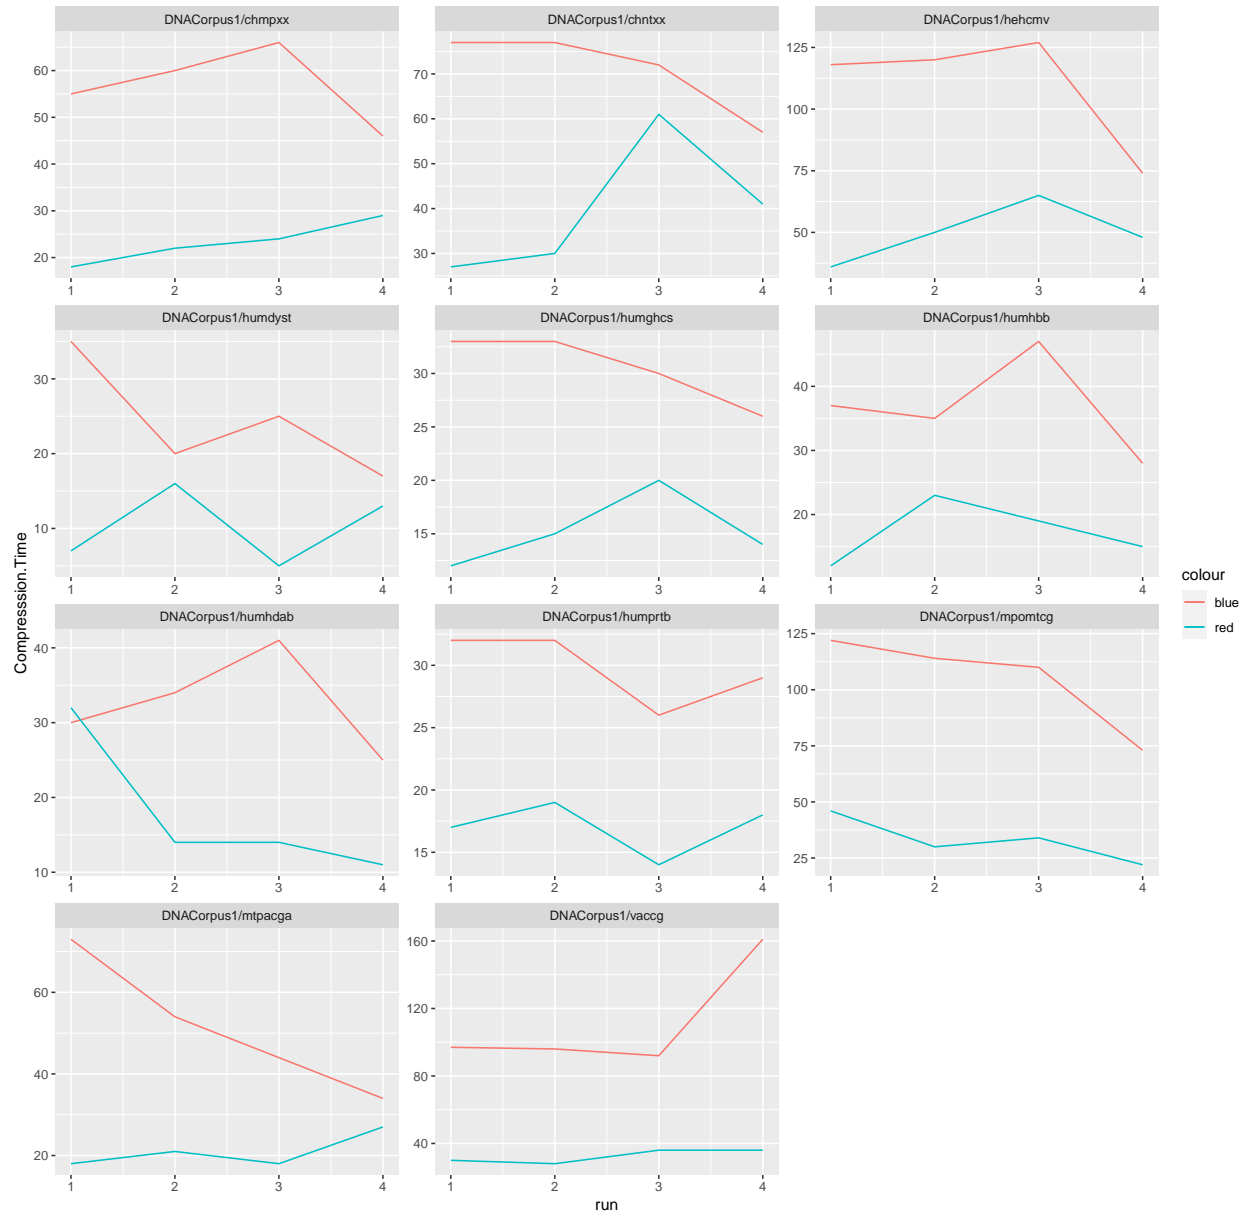 DNACorpus1/chmpxx
DNACorpus1/chntxx
DNACorpus1/hehcmv
60
50
40
30
20
1 2 3 4
70
60
50
40
30
1 2 3 4
125
100
75
50
1 2 3 4
DNACorpus1/humdyst
DNACorpus1/humghcs
DNACorpus1/humhbb
30
20
10
1 2 3 4
30
25
20
15
1 2 3 4
40
30
20
1 2 3 4
DNACorpus1/humhdab
DNACorpus1/humprtb
DNACorpus1/mpomtcg
40
30
20
10
1 2 3 4
30
25
20
15
1 2 3 4
125
100
75
50
25
1 2 3 4
DNACorpus1/mtpacga
DNACorpus1/vaccg
60
40
20
1 2 3 4
160
120
80
40
1 2 3 4
Compresssion.Time
run
colour
blue
red